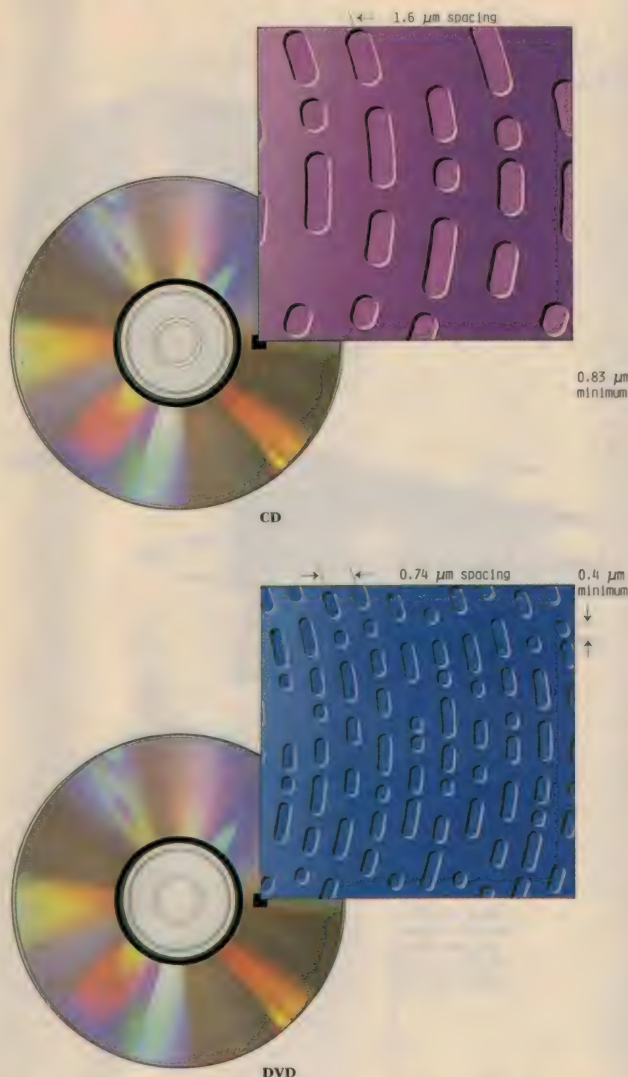 1.6 µm spacing
0.83 µm
minimum
CD
0.74 µm spacing
0.4 µm
minimum
DVD